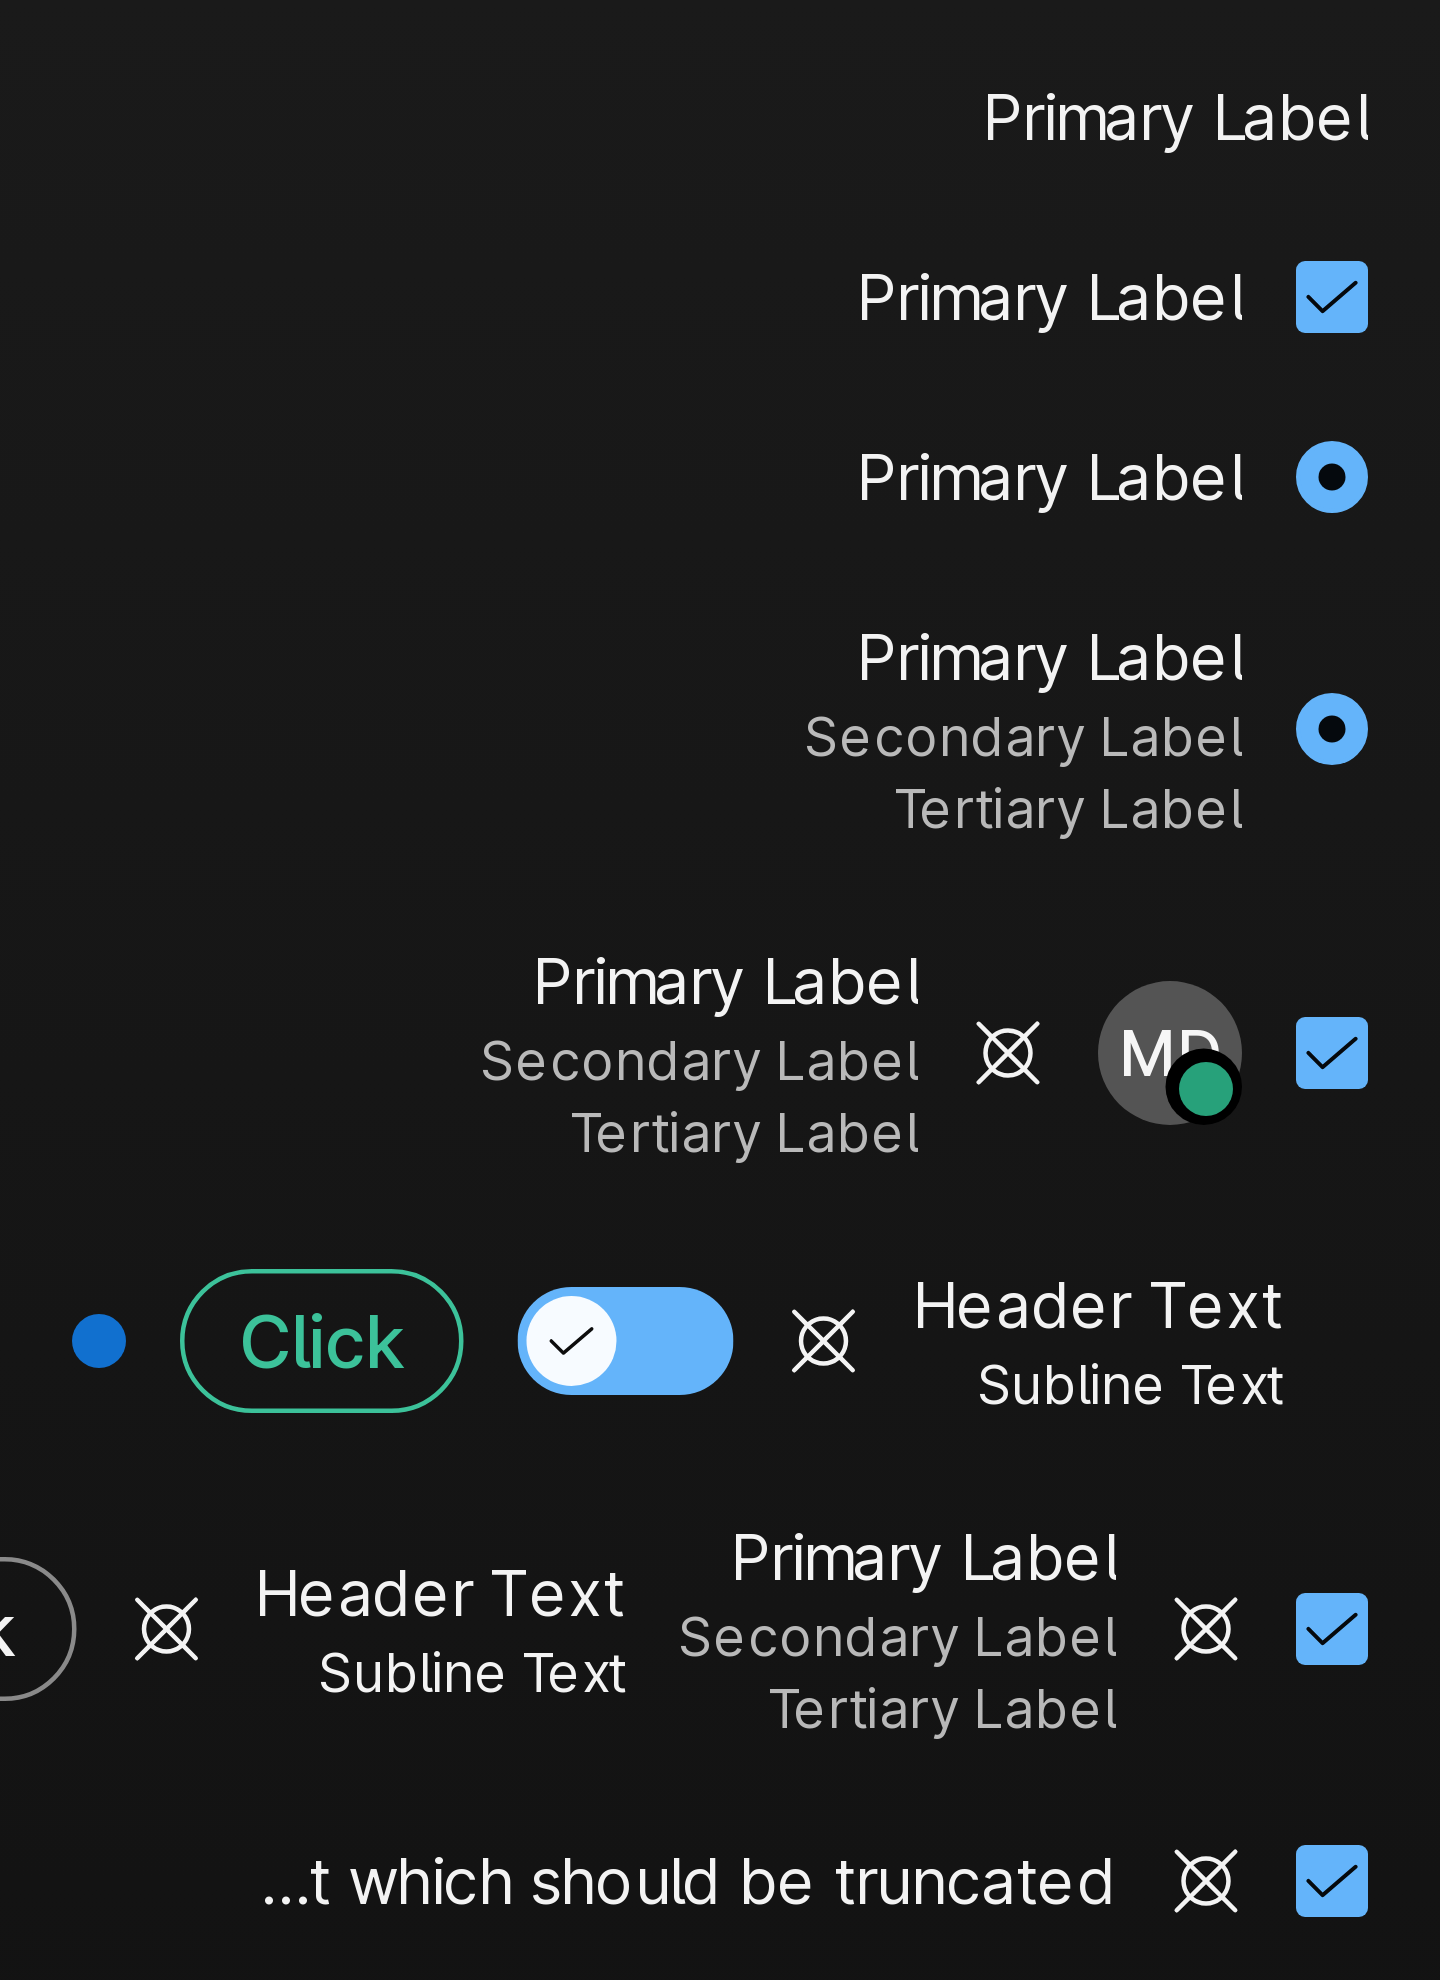 Primary Label
Primary Label
Primary Label
Primary Label
Secondary Label
Tertiary Label
Primary Label
Secondary Label
Tertiary Label
MD
Click
Header Text
Subline Text
k
Header Text
Subline Text
Primary Label
Secondary Label
Tertiary Label
...t which should be truncated